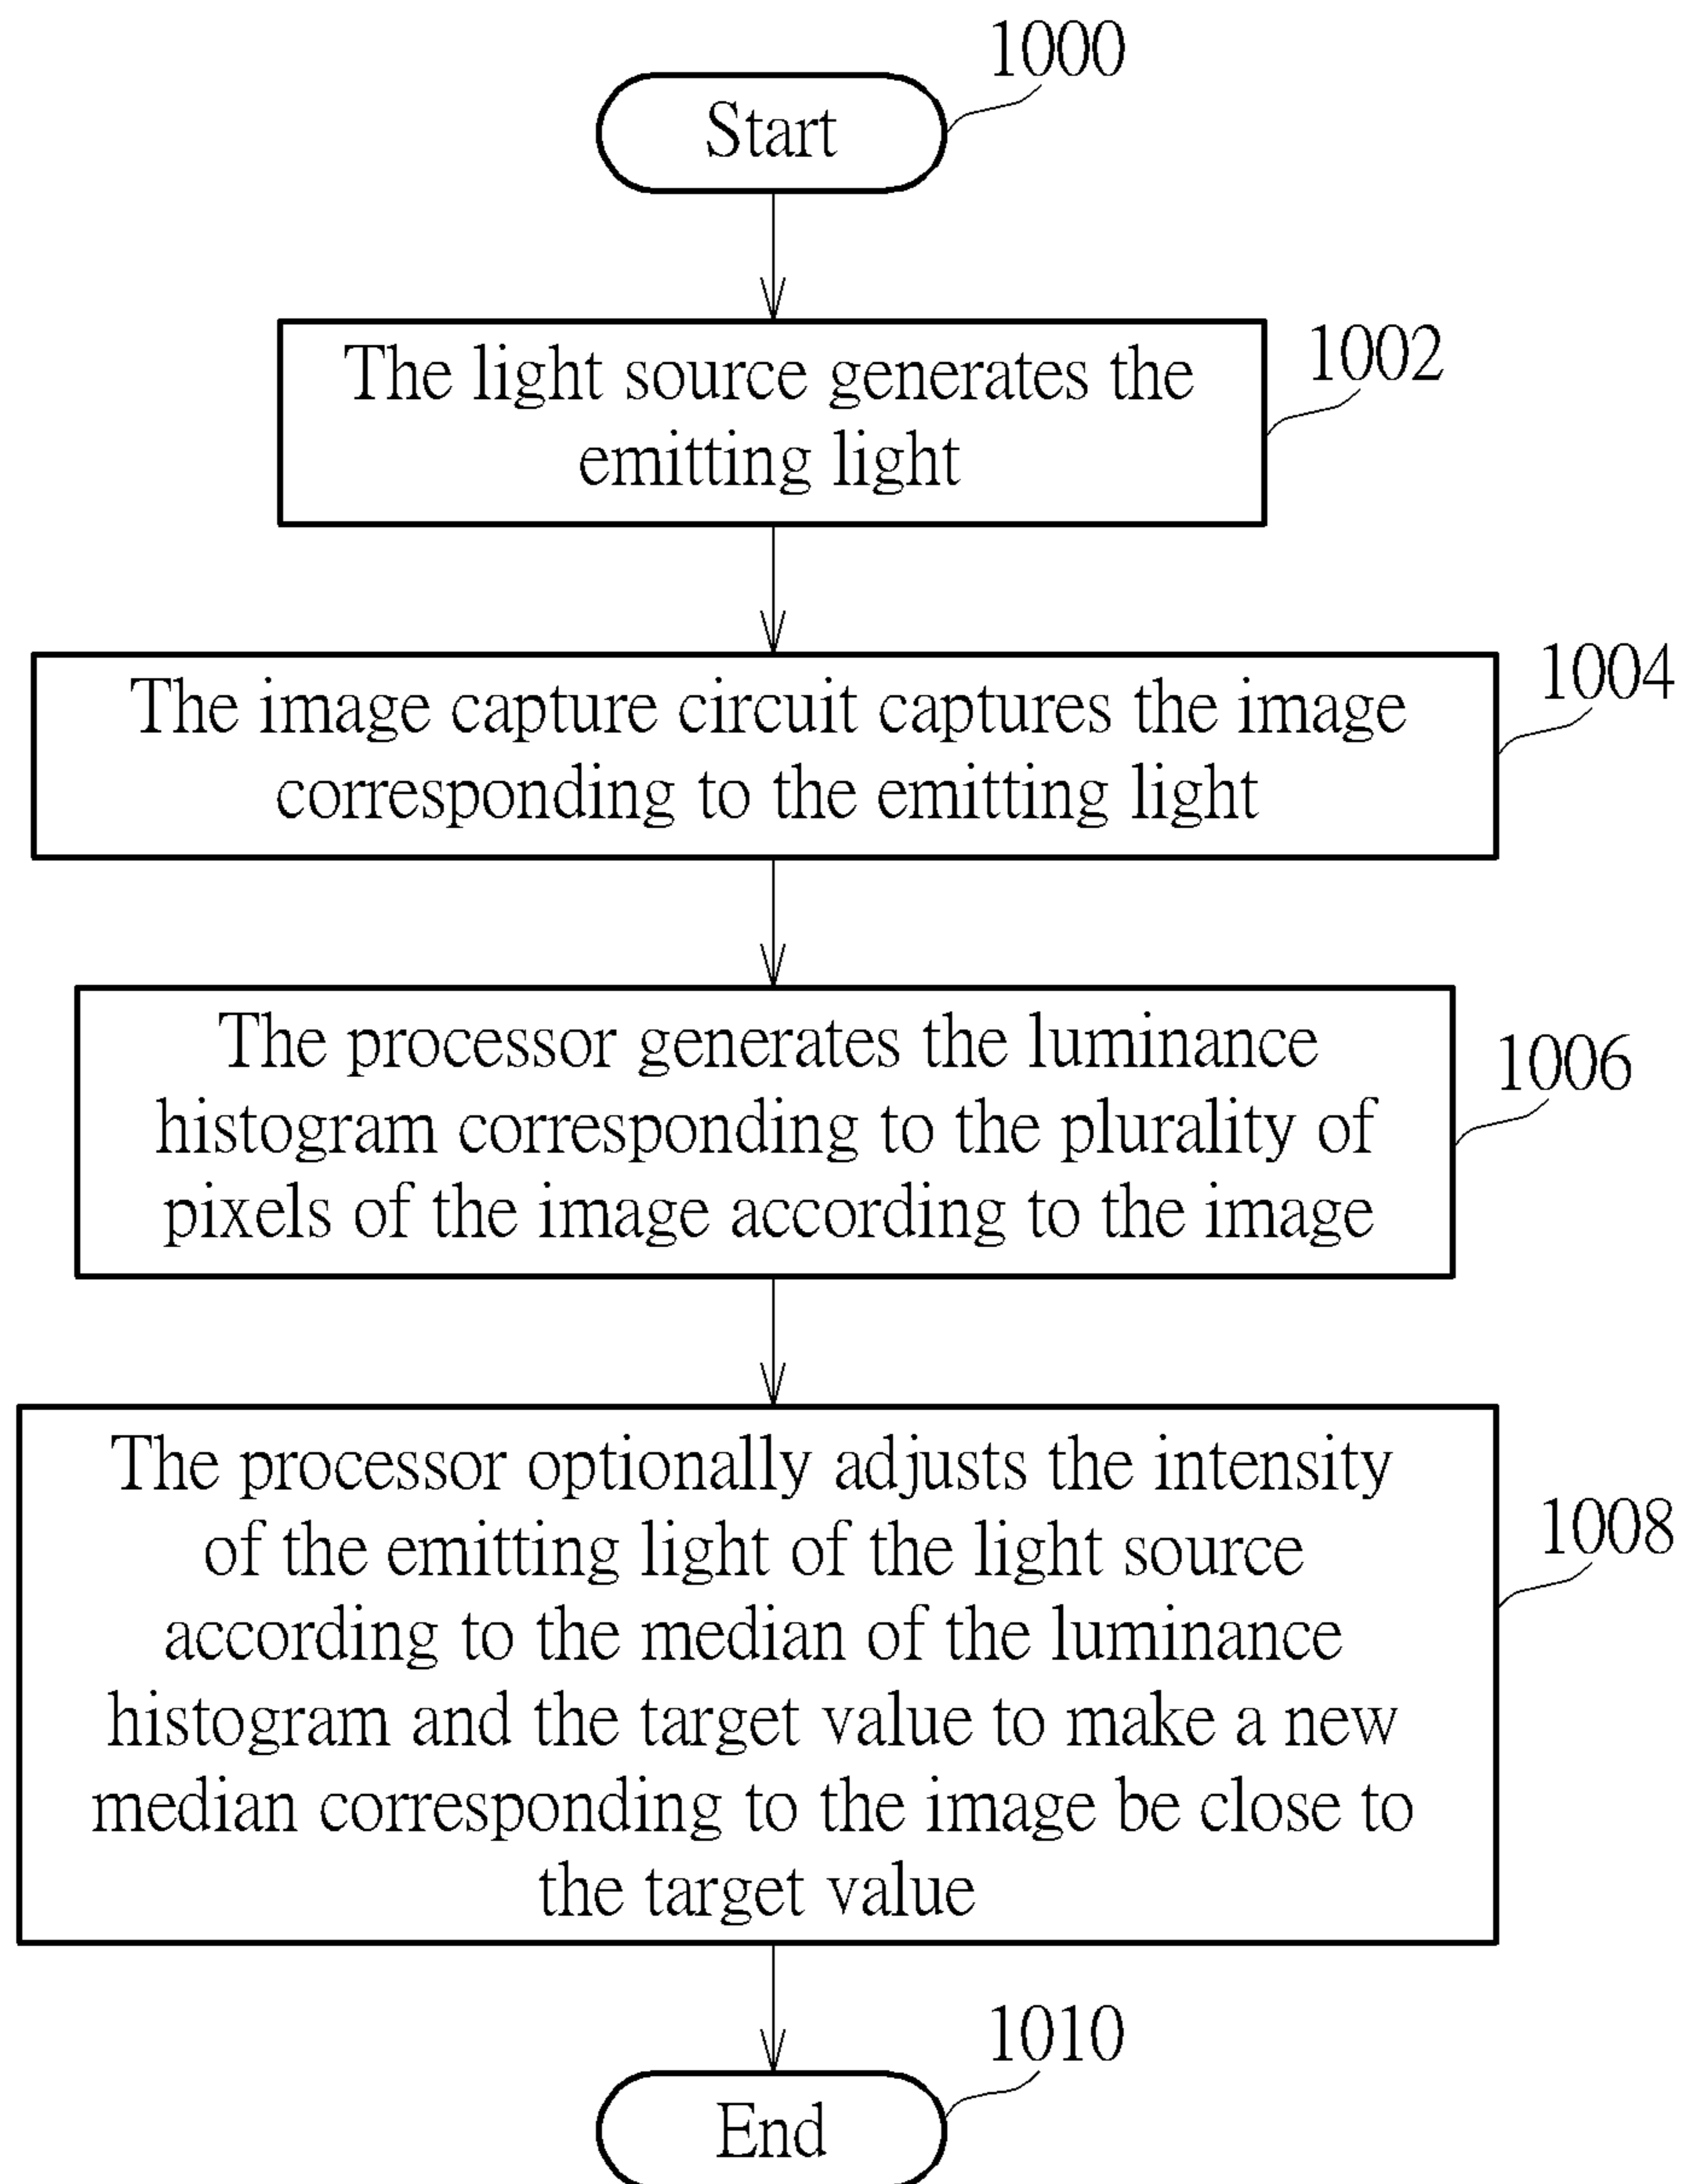 1000
Start
1002
The light source generates the
emitting light
1004
The image capture circuit captures the image
corresponding to the emitting light
1006
The processor generates the luminance
histogram corresponding to the plurality of
pixels of the image according to the image
1008
The processor optionally adjusts the intensity
of the emitting light of the light source
according to the median of the luminance
histogram and the target value to make a new
median corresponding to the image be close to
the target value
1010
End